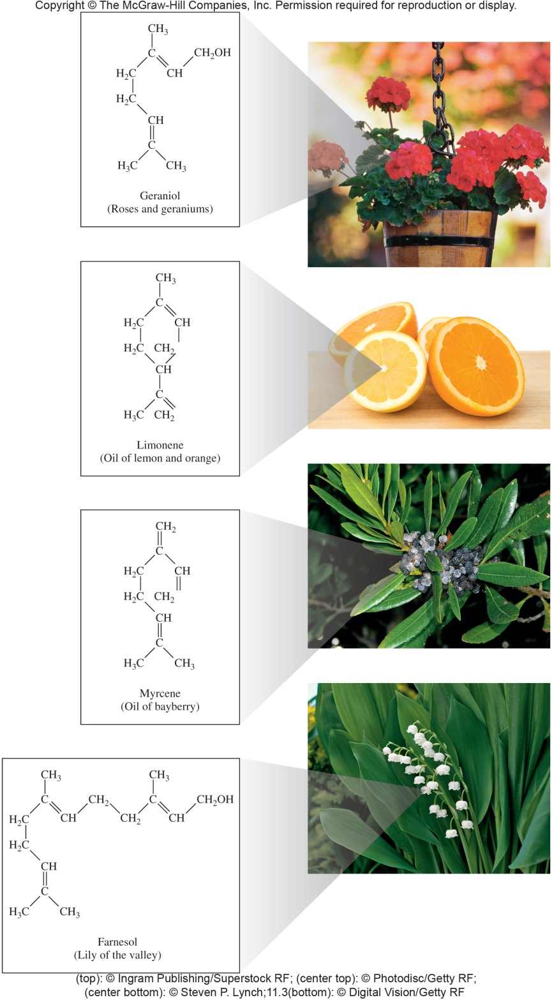 Copyright © The McGraw-Hill Companies, Inc. Permission required for reproduction or display.
CH₃
CH₂OH
C
H₂C
CH
H₂C
CH
C
H₃C
CH₃
Geraniol
(Roses and geraniums)
CH₃
C
H₂C
CH
H₂C
CH₂
CH
C
H₃C
CH₂
Limonene
(Oil of lemon and orange)
CH₂
C
H₂C
CH
H₂C
CH₂
CH
C
H₃C
CH₃
Myrcene
(Oil of bayberry)
CH₃
CH₃
C
CH₂
C
CH₂OH
H₂C
CH
CH₂
CH
H₂C
CH
C
H₃C
CH₃
Farnesol
(Lily of the valley)
(top): © Ingram Publishing/Superstock RF; (center top): © Photodisc/Getty RF;
(center bottom): © Steven P. Lynch;11.3(bottom): © Digital Vision/Getty RF